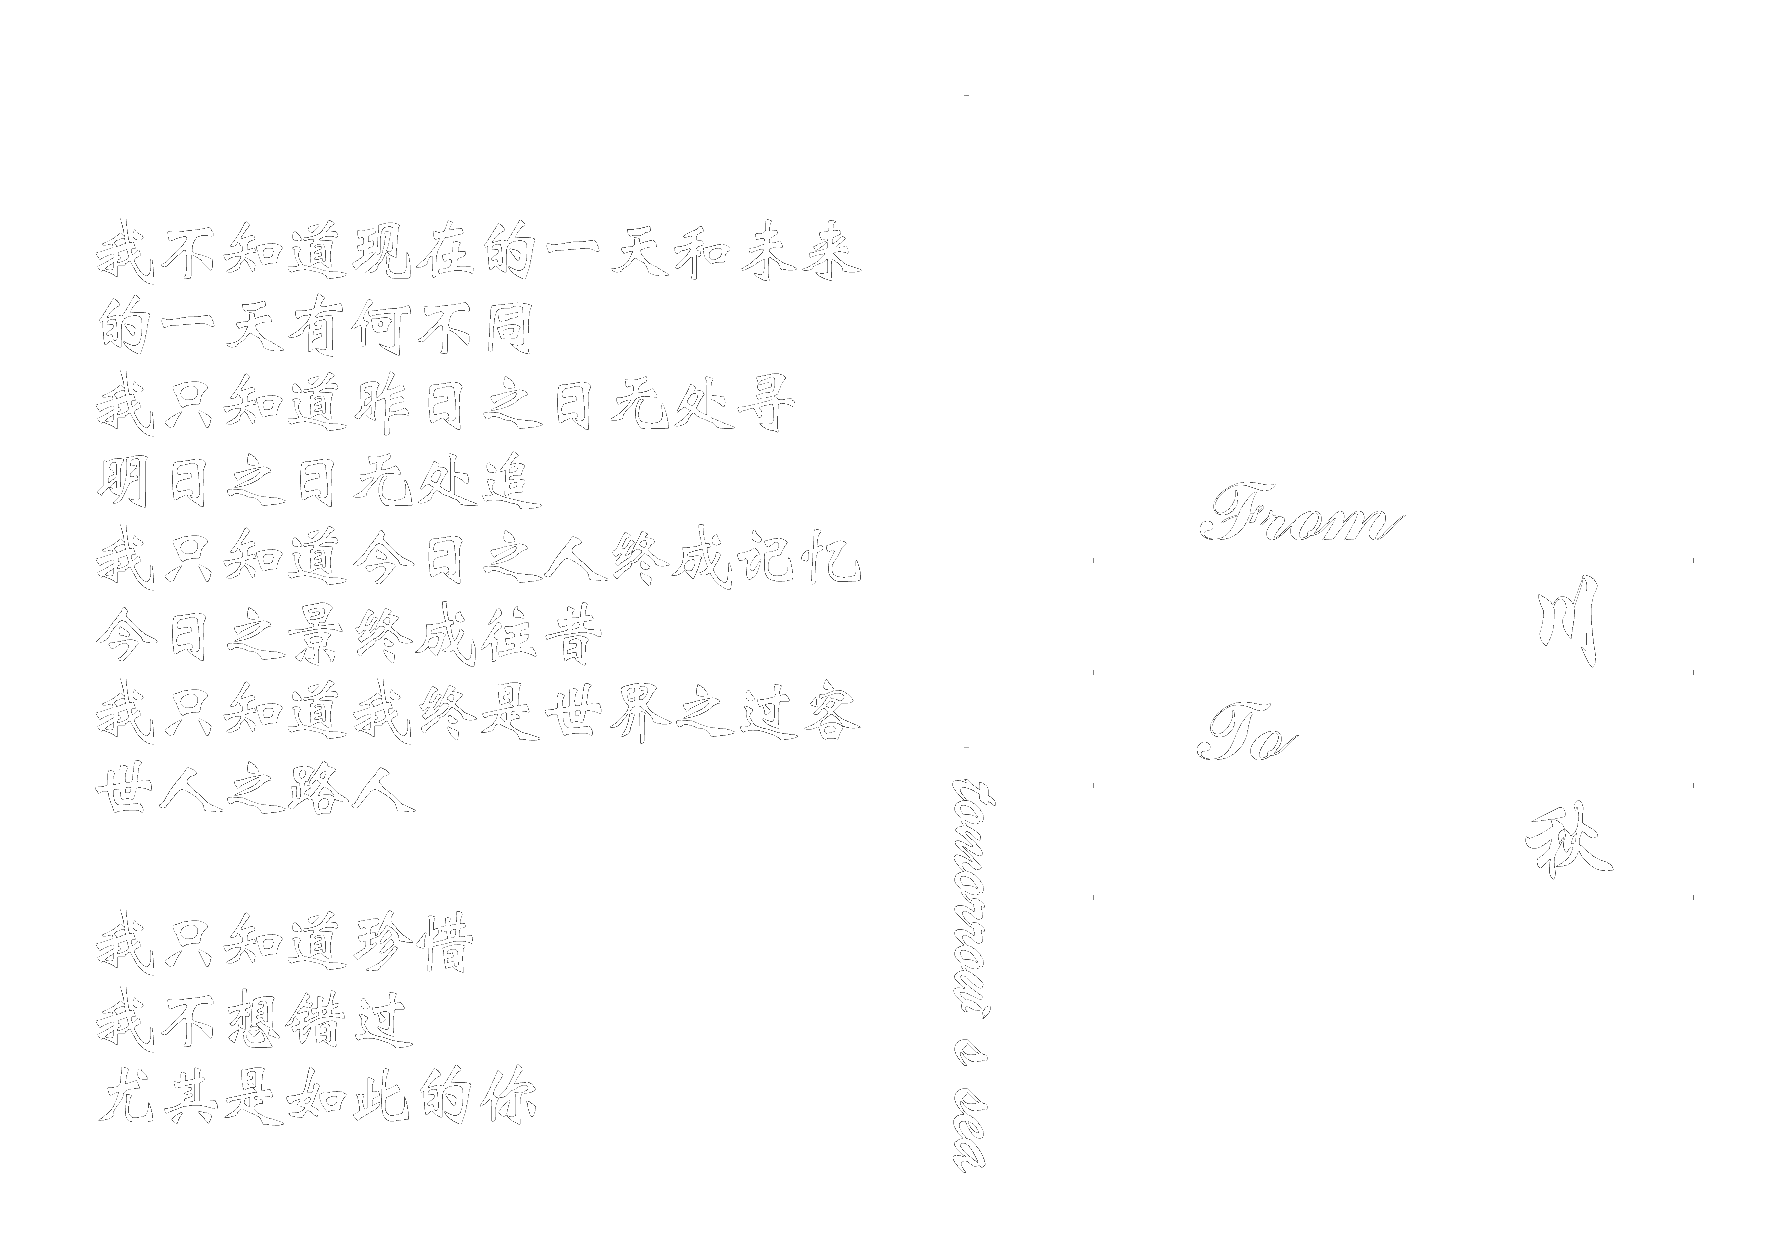 我不知道现在的一天和未来
的一天有何不同
我只知道昨日之日无处寻
明日之日无处追
我只知道今日之人终成记忆
今日之景终成往昔
我只知道我终是世界之过客
世人之路人
我只知道珍惜
我不想错过
尤其是如此的你
tomorrow' s sea
From
川
To
秋